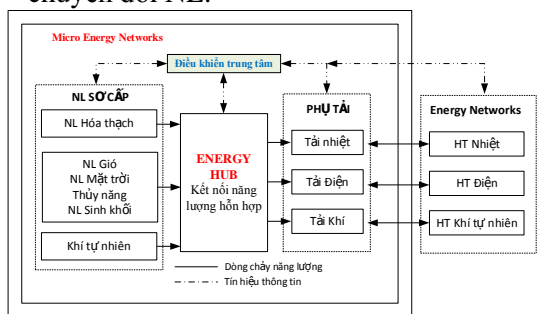 chuyển đổi NL.
Micro Energy Networks
Điều khiển trung tâm
NL SƠ CẤP
NL Hóa thạch
NL Gió
NL Mặt trời
Thủy năng
NL Sinh khối
Khí tự nhiên
ENERGY
HUB
Kết nối năng
lượng hỗn hợp
PHỤ TẢI
Tải nhiệt
Tải Điện
Tải Khí
Energy Networks
HT Nhiệt
HT Điện
HT Khí tự nhiên
Dòng chảy năng lượng
Tín hiệu thông tin